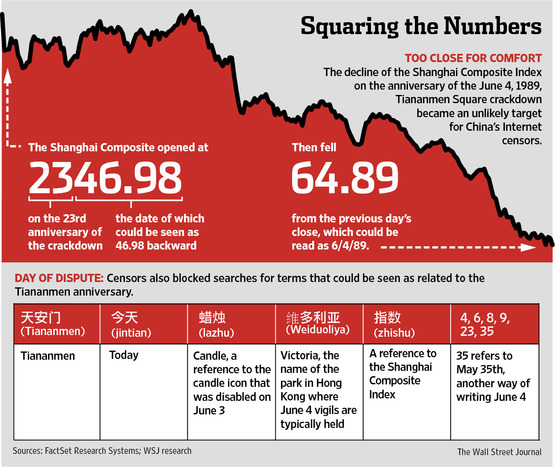 Squaring the Numbers
TOO CLOSE FOR COMFORT
The decline of the Shanghai Composite Index
on the anniversary of the June 4, 1989,
Tiananmen Square crackdown
became an unlikely target
for China's Internet
censors.
The Shanghai Composite opened at
2346.98
on the 23rd
anniversary of
the crackdown
the date of which
could be seen as
46.98 backward
Then fell
64.89
from the previous day's
close, which could be
read as 6/4/89.
DAY OF DISPUTE: Censors also blocked searches for terms that could be seen as related to the
Tiananmen anniversary.
天安门
(Tiananmen)
今天
(jintian)
蜡烛
(lazhu)
维多利亚
(Weiduoliya)
指数
(zhishu)
4, 6, 8, 9,
23, 35
Tiananmen
Today
Candle, a
reference to the
candle icon that
was disabled on
June 3
Victoria, the
name of the
park in Hong
Kong where
June 4 vigils are
typically held
A reference to
the Shanghai
Composite
Index
35 refers to
May 35th,
another way of
writing June 4
Sources: FactSet Research Systems; WSJ research
The Wall Street Journal